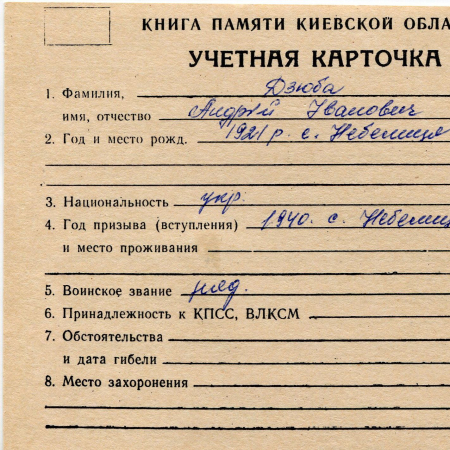 КНИГА ПАМЯТИ КИЕВСКОЙ ОБЛА
УЧЕТНАЯ КАРТОЧКА
1. Фамилия, Дзюба
имя, отчество Андрій Іванович
2. Год и место рожд. 1921 р. с. Небелиця
3. Национальность укр.
4. Год призыва (вступления) 1940. с. Небелиц
и место проживания
5. Воинское звание ряд.
6. Принадлежность к КПСС, ВЛКСМ
7. Обстоятельства
и дата гибели
8. Место захоронения